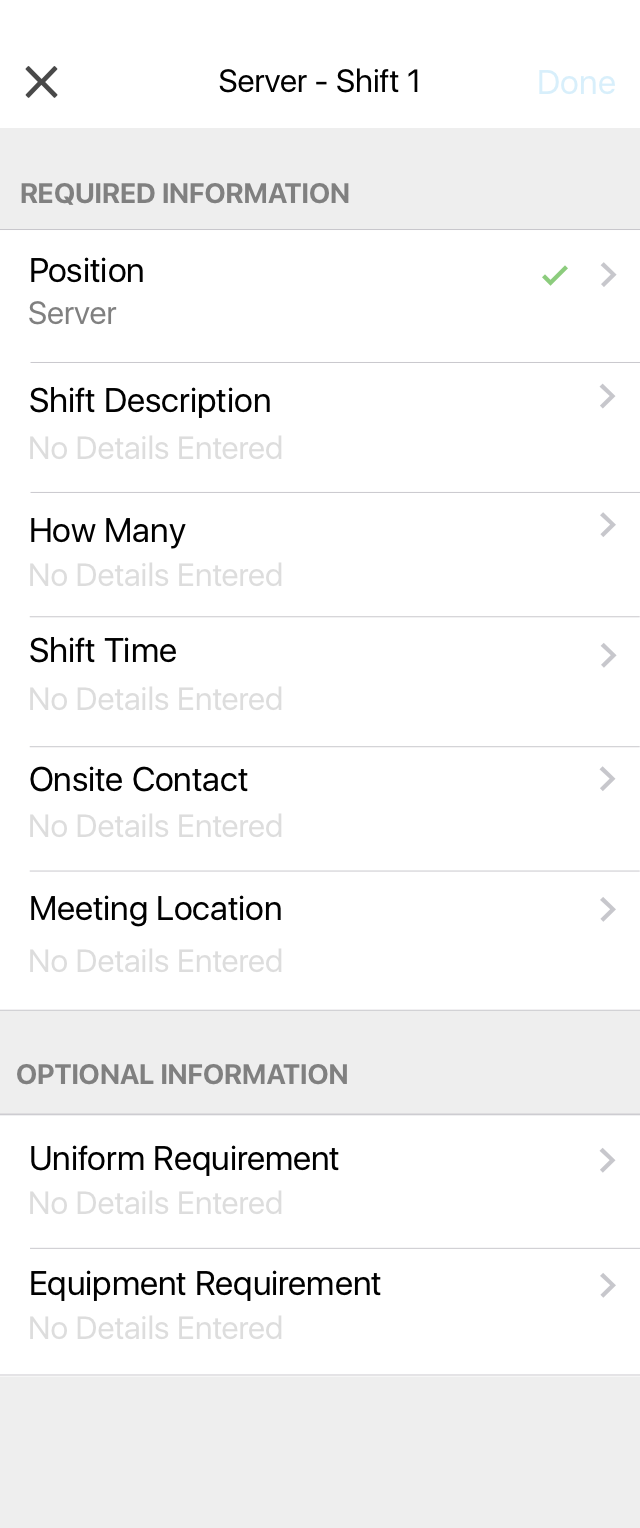 Server - Shift 1
Done
REQUIRED INFORMATION
Position
Server
Shift Description
No Details Entered
How Many
No Details Entered
Shift Time
No Details Entered
Onsite Contact
No Details Entered
Meeting Location
No Details Entered
OPTIONAL INFORMATION
Uniform Requirement
No Details Entered
Equipment Requirement
No Details Entered